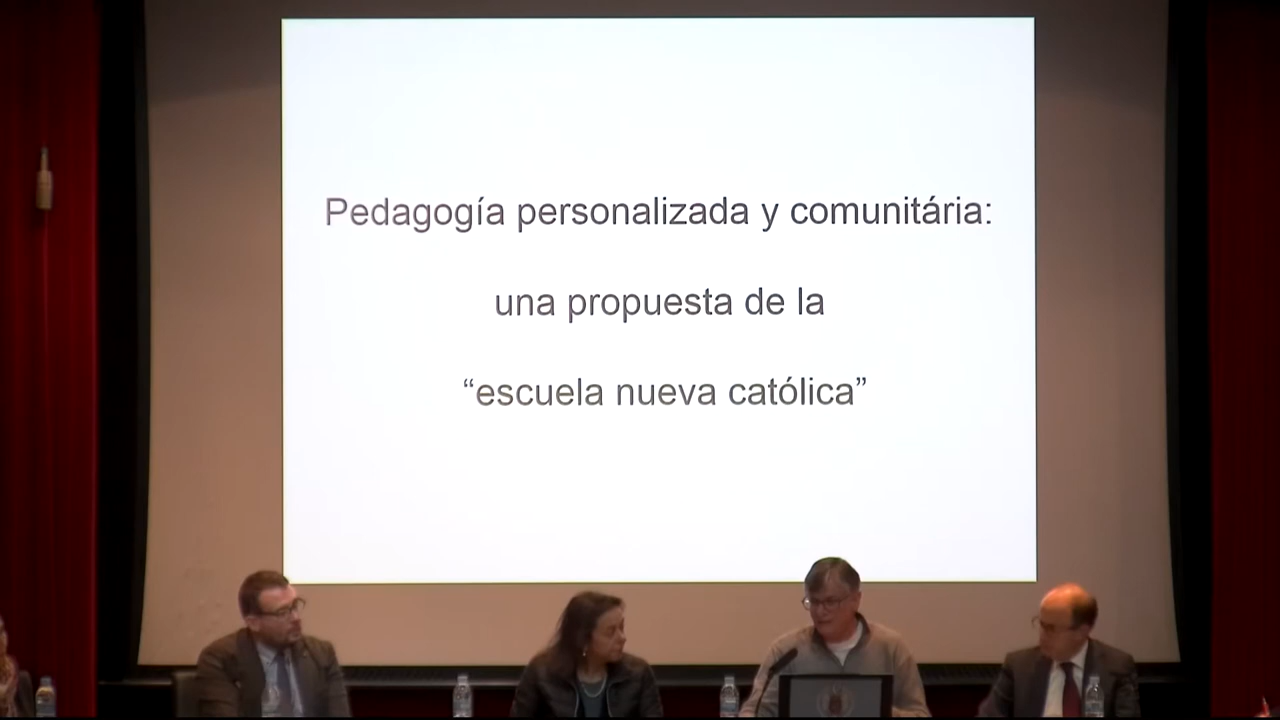 Pedagogía personalizada y comunitária:
una propuesta de la
“escuela nueva católica”